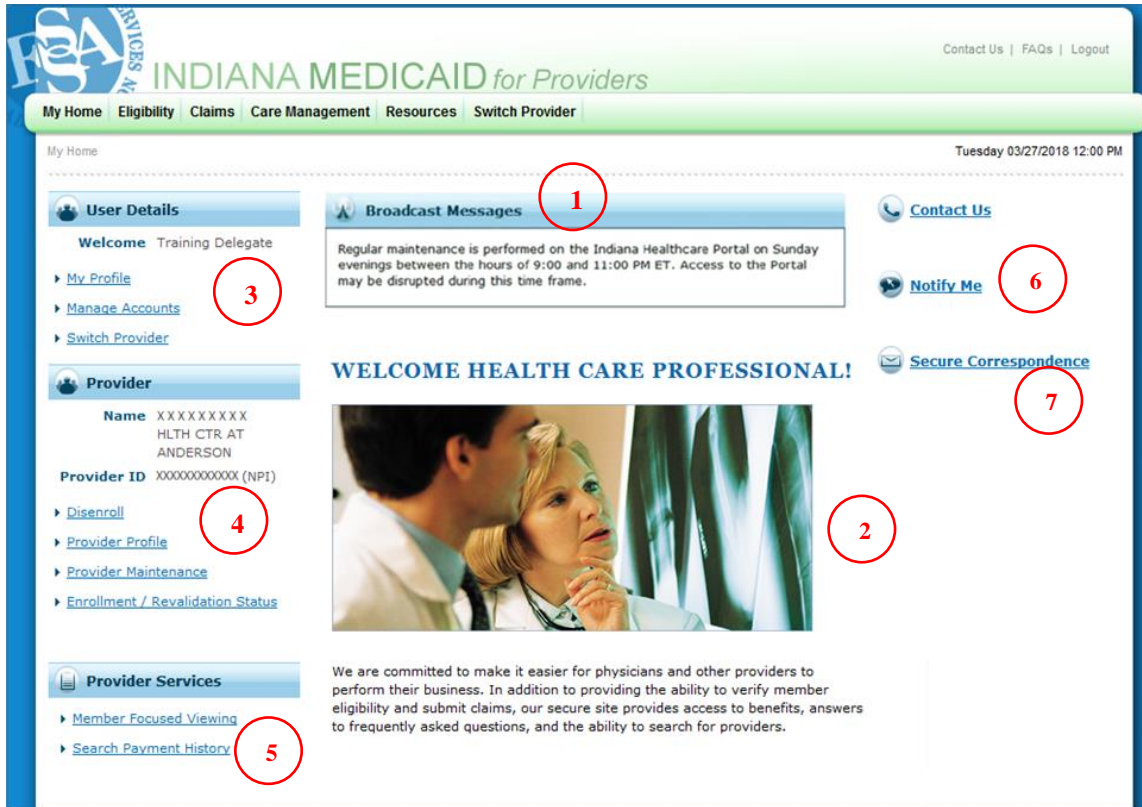 FSSA
SERVICES
INDIANA MEDICAID for Providers
Contact Us | FAQs | Logout
My Home Eligibility Claims Care Management Resources Switch Provider
My Home
Tuesday 03/27/2018 12:00 PM
User Details
Welcome Training Delegate
My Profile
Manage Accounts
Switch Provider
3
Provider
Name XXXXXXXXX
HLTH CTR AT
ANDERSON
Provider ID XXXXXXXXXXXX (NPI)
Disenroll
Provider Profile
Provider Maintenance
Enrollment / Revalidation Status
4
Provider Services
Member Focused Viewing
Search Payment History
5
Broadcast Messages
1
Regular maintenance is performed on the Indiana Healthcare Portal on Sunday
evenings between the hours of 9:00 and 11:00 PM ET. Access to the Portal
may be disrupted during this time frame.
WELCOME HEALTH CARE PROFESSIONAL!
2
We are committed to make it easier for physicians and other providers to
perform their business. In addition to providing the ability to verify member
eligibility and submit claims, our secure site provides access to benefits, answers
to frequently asked questions, and the ability to search for providers.
Contact Us
Notify Me
6
Secure Correspondence
7